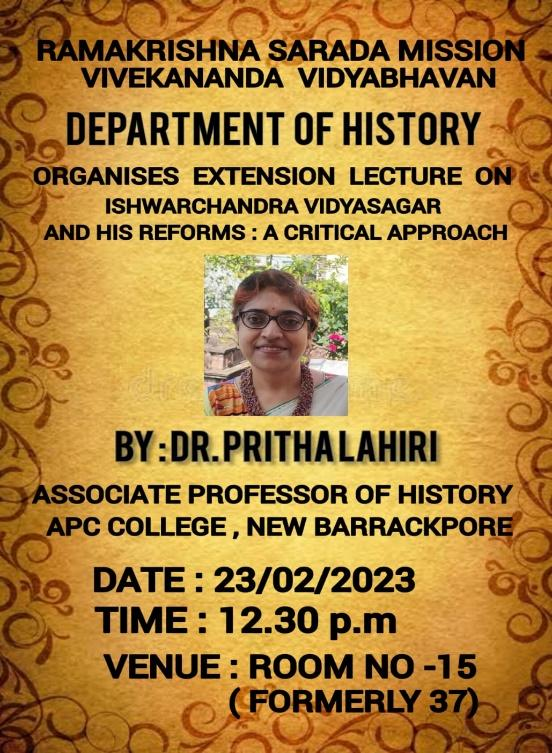 RAMAKRISHNA SARADA MISSION
VIVEKANANDA VIDYABHAVAN
DEPARTMENT OF HISTORY
ORGANISES EXTENSION LECTURE ON
ISHWARCHANDRA VIDYASAGAR
AND HIS REFORMS : A CRITICAL APPROACH
BY : DR. PRITHA LAHIRI
ASSOCIATE PROFESSOR OF HISTORY
APC COLLEGE , NEW BARRACKPORE
DATE : 23/02/2023
TIME : 12.30 p.m
VENUE : ROOM NO -15
( FORMERLY 37)